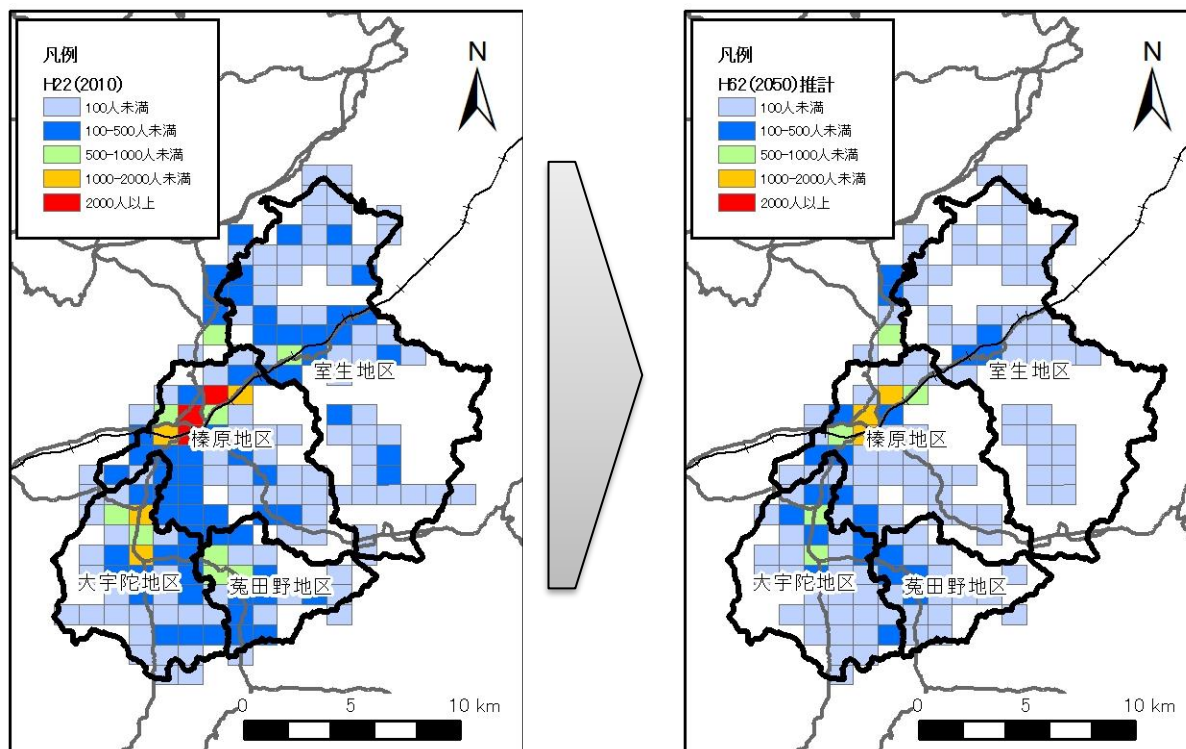 凡例
H22(2010)
100人未満
100-500人未満
500-1000人未満
1000-2000人未満
2000人以上
N
室生地区
榛原地区
大宇陀地区
菟田野地区
0 5 10 km
凡例
H62(2050)推計
100人未満
100-500人未満
500-1000人未満
1000-2000人未満
2000人以上
N
室生地区
榛原地区
大宇陀地区
菟田野地区
0 5 10 km